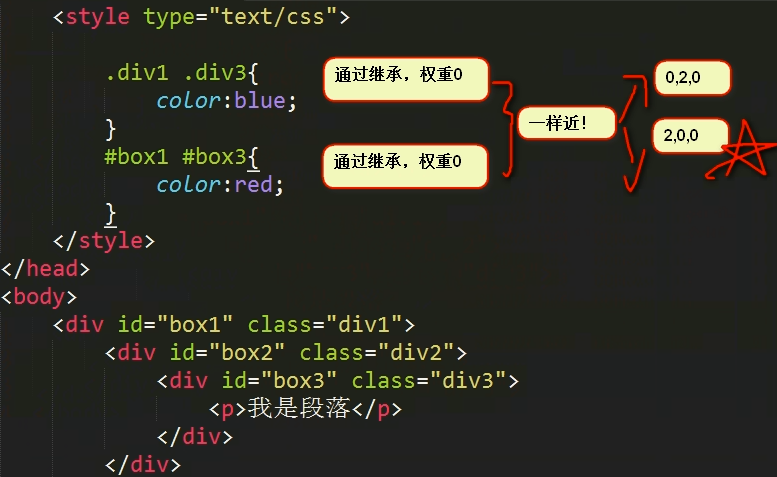 <style type="text/css">
.div1 .div3{
color:blue;
}
#box1 #box3{
color:red;
}
</style>
</head>
<body>
<div id="box1" class="div1">
<div id="box2" class="div2">
<div id="box3" class="div3">
<p>我是段落</p>
</div>
</div>
通过继承，权重0
通过继承，权重0
一样近！
0,2,0
2,0,0